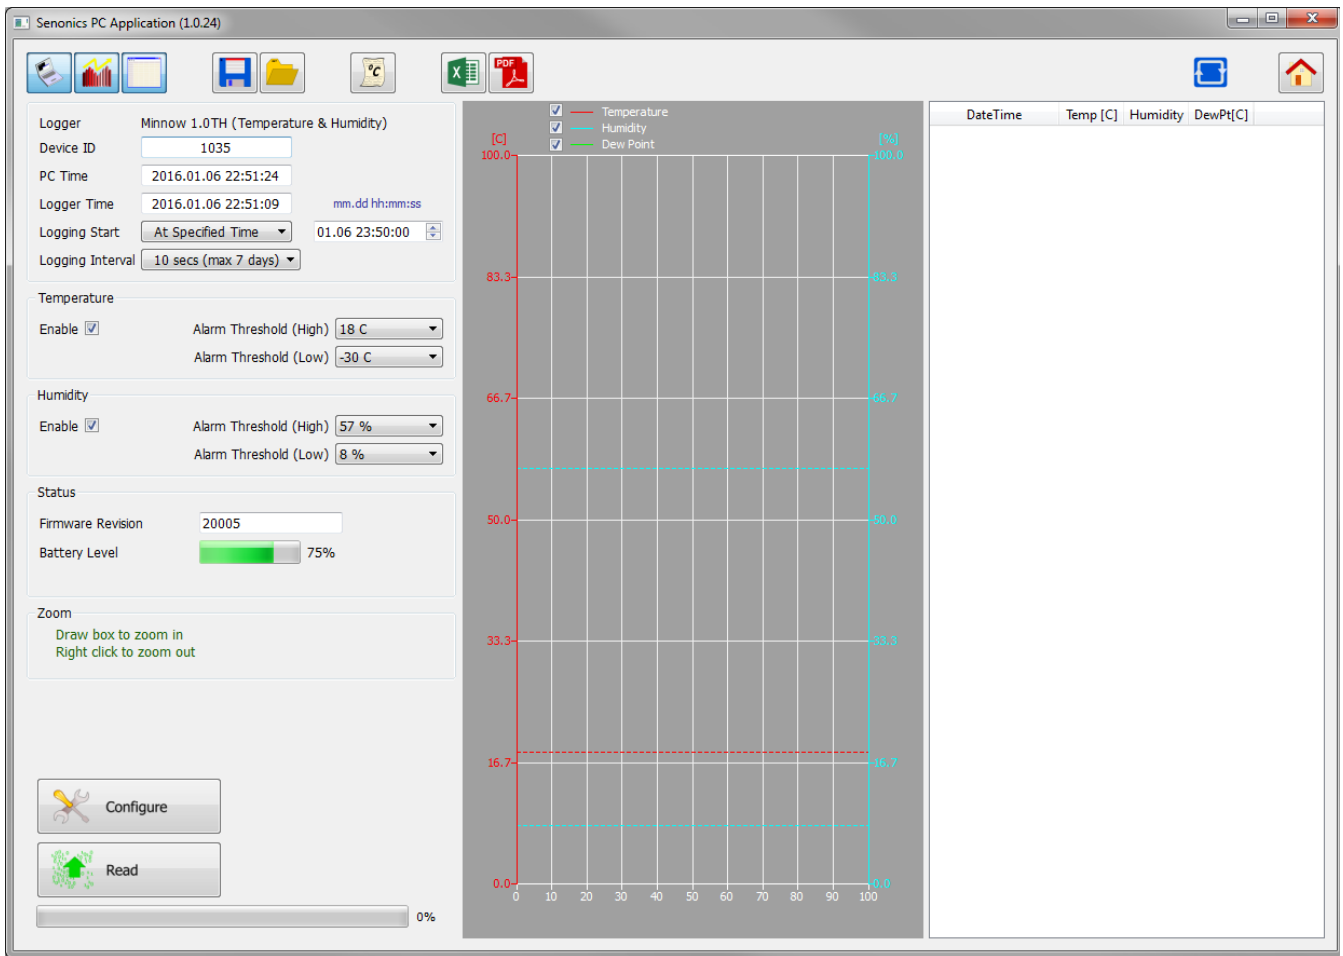 Senonics PC Application (1.0.24)
°C
X
PDF
Logger Minnow 1.0TH (Temperature & Humidity)
Device ID 1035
PC Time 2016.01.06 22:51:24
Logger Time 2016.01.06 22:51:09 mm.dd hh:mm:ss
Logging Start At Specified Time 01.06 23:50:00
Logging Interval 10 secs (max 7 days)
Temperature
Enable Alarm Threshold (High) 18 C
Alarm Threshold (Low) -30 C
Humidity
Enable Alarm Threshold (High) 57 %
Alarm Threshold (Low) 8 %
Status
Firmware Revision 20005
Battery Level 75%
Zoom
Draw box to zoom in
Right click to zoom out
Configure
Read
0%
Temperature
Humidity
Dew Point
[C] [%]
100.0 100.0
83.3 83.3
66.7 66.7
50.0 50.0
33.3 33.3
16.7 16.7
0.0 0.0
0 10 20 30 40 50 60 70 80 90 100
DateTime Temp [C] Humidity DewPt[C]